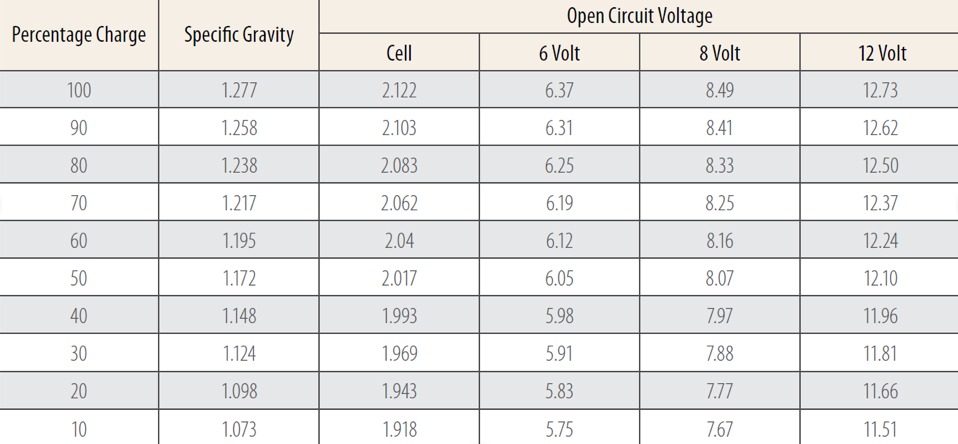 Percentage Charge Specific Gravity Open Circuit Voltage
Cell 6 Volt 8 Volt 12 Volt
100 1.277 2.122 6.37 8.49 12.73
90 1.258 2.103 6.31 8.41 12.62
80 1.238 2.083 6.25 8.33 12.50
70 1.217 2.062 6.19 8.25 12.37
60 1.195 2.04 6.12 8.16 12.24
50 1.172 2.017 6.05 8.07 12.10
40 1.148 1.993 5.98 7.97 11.96
30 1.124 1.969 5.91 7.88 11.81
20 1.098 1.943 5.83 7.77 11.66
10 1.073 1.918 5.75 7.67 11.51